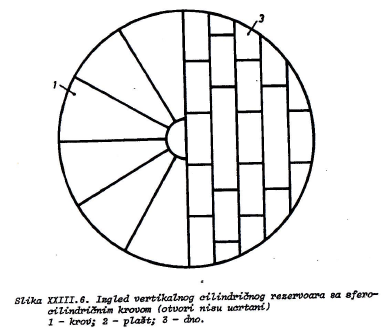 1
3
Slika XXIII.6. Izgled vertikalnog cilindričnog rezervoara sa sfero-
cilindričnim krovom (otvori nisu ucrtani)
1 - krov; 2 - plašt; 3 - dno.